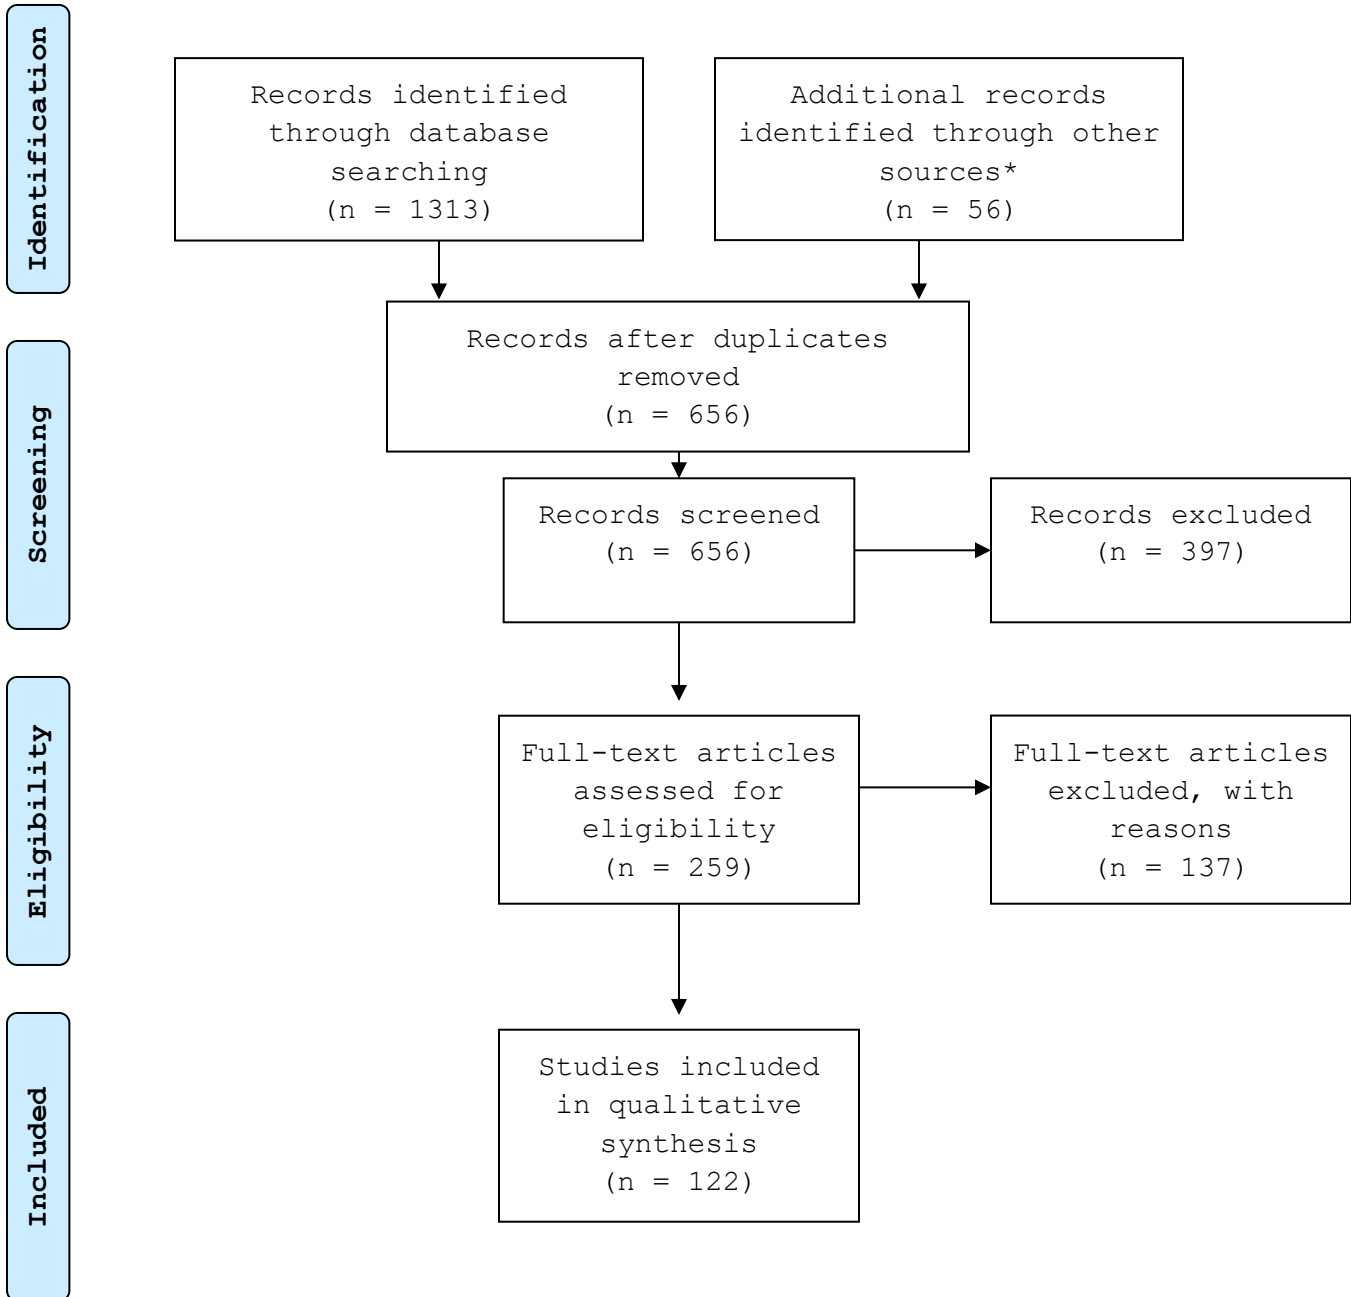 Identification
Records identified
through database
searching
(n = 1313)
Additional records
identified through other
sources*
(n = 56)
Records after duplicates
removed
(n = 656)
Screening
Records screened
(n = 656)
Records excluded
(n = 397)
Eligibility
Full-text articles
assessed for
eligibility
(n = 259)
Full-text articles
excluded, with
reasons
(n = 137)
Included
Studies included
in qualitative
synthesis
(n = 122)